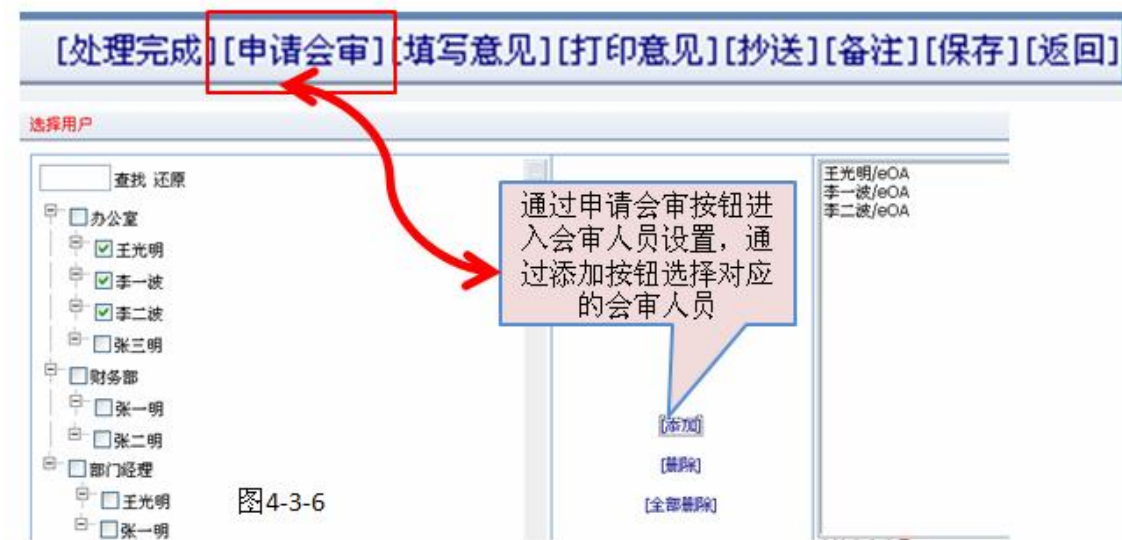 [处理完成][申请会审][填写意见][打印意见][抄送][备注][保存][返回]
选择用户
查找 还原
办公室
王光明
李一波
李二波
张三明
财务部
张一明
张二明
部门经理
王光明
张一明
图4-3-6
通过申请会审按钮进
入会审人员设置，通
过添加按钮选择对应
的会审人员
[添加]
[删除]
[全部删除]
王光明/eOA
李一波/eOA
李二波/eOA